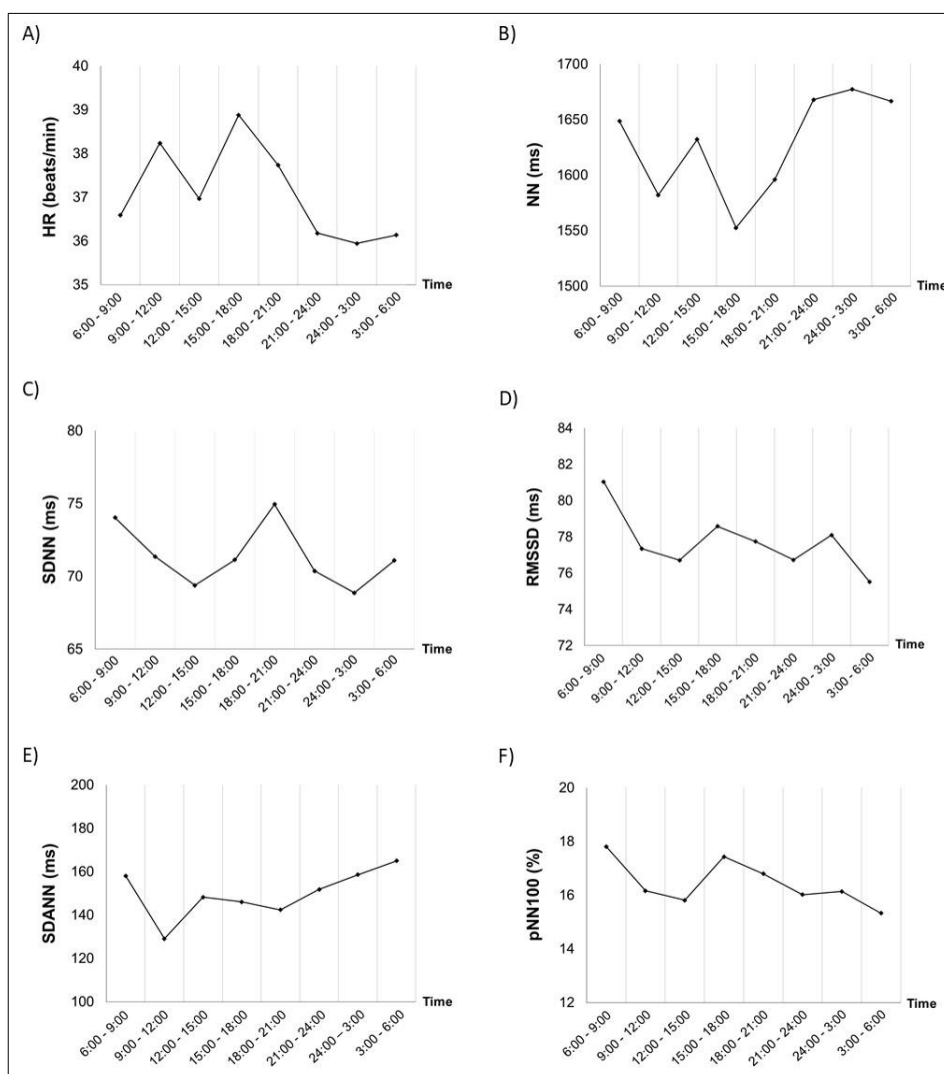 A)
HR (beats/min)
40
39
38
37
36
35
Time
6:00 - 9:00
9:00 - 12:00
12:00 - 15:00
15:00 - 18:00
18:00 - 21:00
21:00 - 24:00
24:00 - 3:00
3:00 - 6:00
B)
NN (ms)
1700
1650
1600
1550
1500
Time
6:00 - 9:00
9:00 - 12:00
12:00 - 15:00
15:00 - 18:00
18:00 - 21:00
21:00 - 24:00
24:00 - 3:00
3:00 - 6:00
C)
SDNN (ms)
80
75
70
65
Time
6:00 - 9:00
9:00 - 12:00
12:00 - 15:00
15:00 - 18:00
18:00 - 21:00
21:00 - 24:00
24:00 - 3:00
3:00 - 6:00
D)
RMSSD (ms)
84
82
80
78
76
74
72
Time
6:00 - 9:00
9:00 - 12:00
12:00 - 15:00
15:00 - 18:00
18:00 - 21:00
21:00 - 24:00
24:00 - 3:00
3:00 - 6:00
E)
SDANN (ms)
200
180
160
140
120
100
Time
6:00 - 9:00
9:00 - 12:00
12:00 - 15:00
15:00 - 18:00
18:00 - 21:00
21:00 - 24:00
24:00 – 3:00
3:00 - 6:00
F)
pNN100 (%)
20
18
16
14
12
Time
6:00 - 9:00
9:00 - 12:00
12:00 - 15:00
15:00 - 18:00
18:00 - 21:00
21:00 - 24:00
24:00 - 3:00
3:00 - 6:00